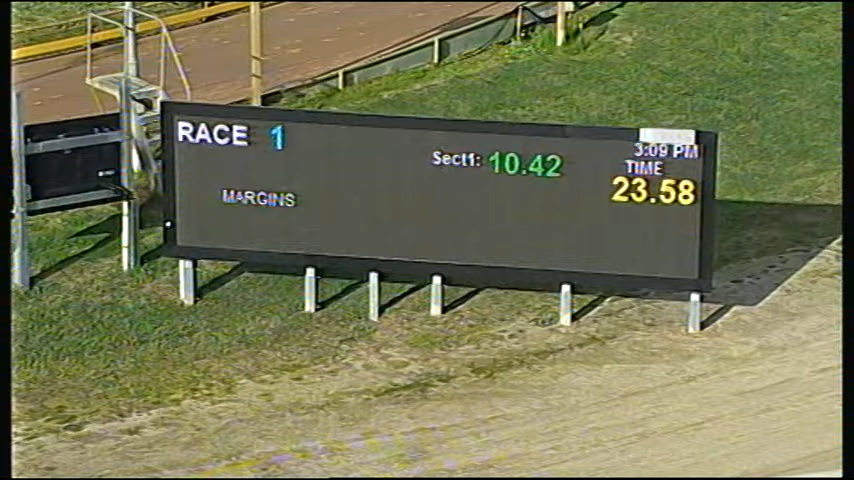 RACE 1
Sect1: 10.42
3:09 PM
TIME
23.58
MARGINS